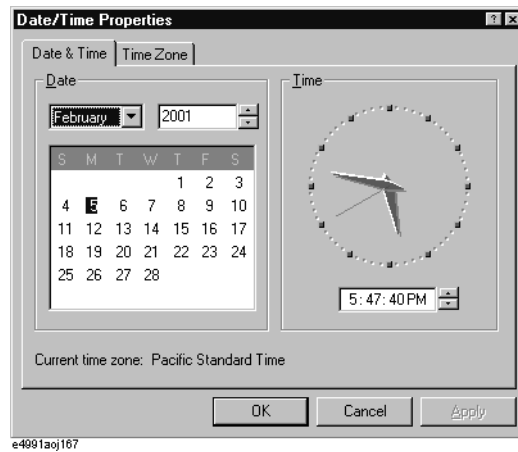 Date/Time Properties
Date & Time Time Zone
Date
February 2001
S M T W T F S
1 2 3
4 5 6 7 8 9 10
11 12 13 14 15 16 17
18 19 20 21 22 23 24
25 26 27 28
Time
5:47:40 PM
Current time zone: Pacific Standard Time
OK Cancel Apply
e4991aoj167